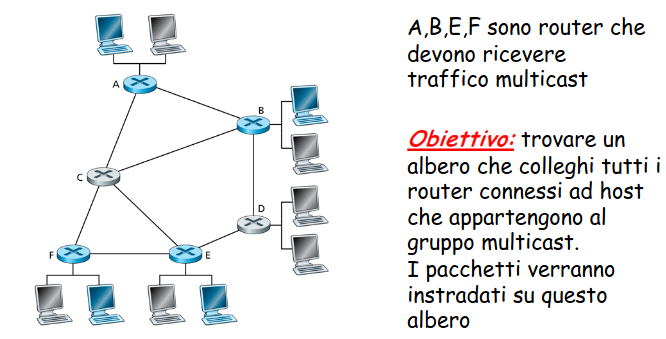 A,B,E,F sono router che
devono ricevere
traffico multicast
Obiettivo: trovare un
albero che colleghi tutti i
router connessi ad host
che appartengono al
gruppo multicast.
I pacchetti verranno
instradati su questo
albero
A
B
C
D
F
E